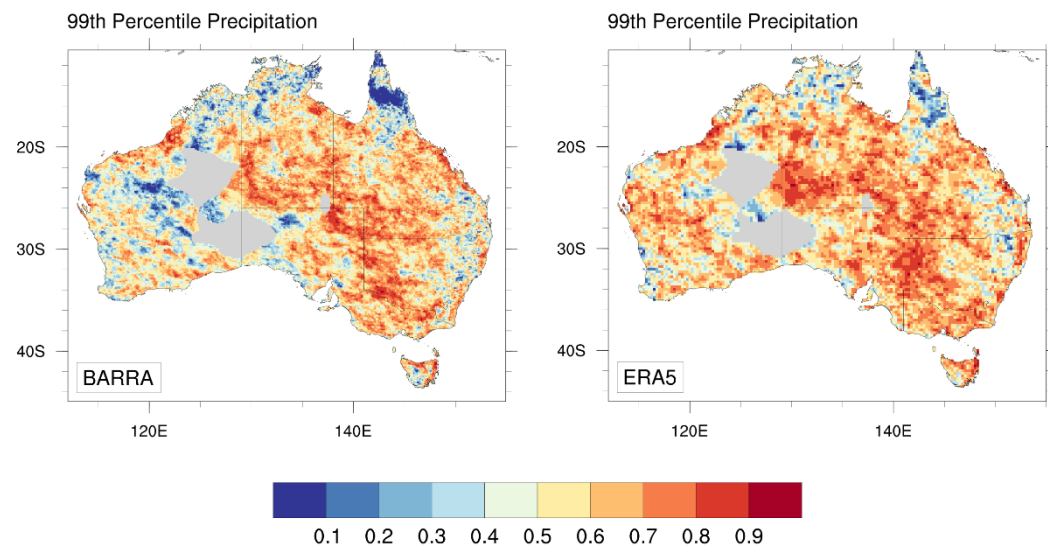 99th Percentile Precipitation
99th Percentile Precipitation
20S
30S
40S
BARRA
120E
140E
20S
30S
40S
ERA5
120E
140E
0.1 0.2 0.3 0.4 0.5 0.6 0.7 0.8 0.9